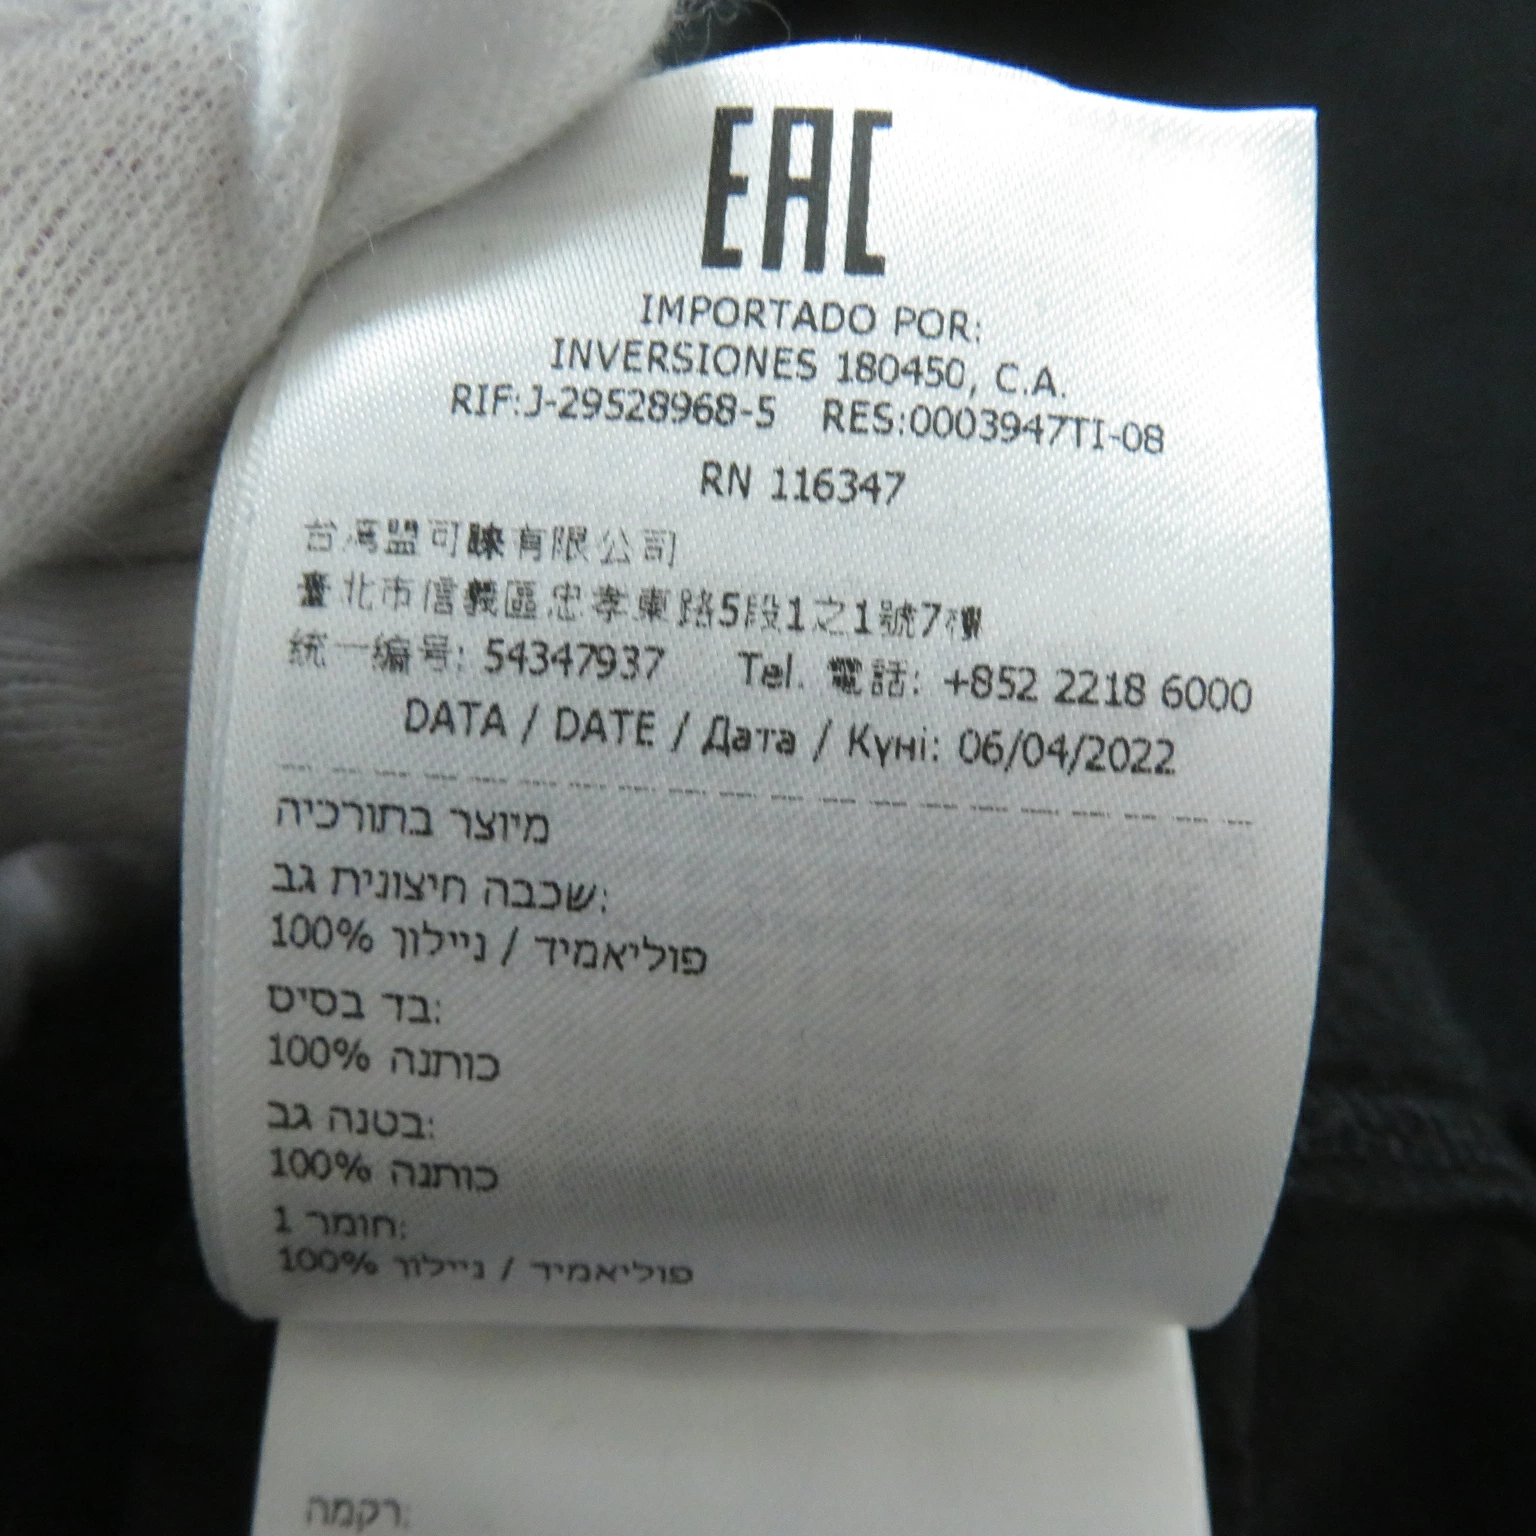 EAC
IMPORTADO POR:
INVERSIONES 180450, C.A.
RIF:J-29528968-5 RES:0003947TI-08
RN 116347
台灣盟可睞有限公司
臺北市信義區忠孝東路5段1之1號7樓
統一編号: 54347937 Tel. 電話: +852 2218 6000
DATA / DATE / Дата / Күні: 06/04/2022
מיוצר בתורכיה
שכבה חיצונית גב:
100% פוליאמיד / ניילון
בד בסיס:
100% כותנה
בטנה גב:
100% כותנה
חומר 1:
100% פוליאמיד / ניילון
רקמה: